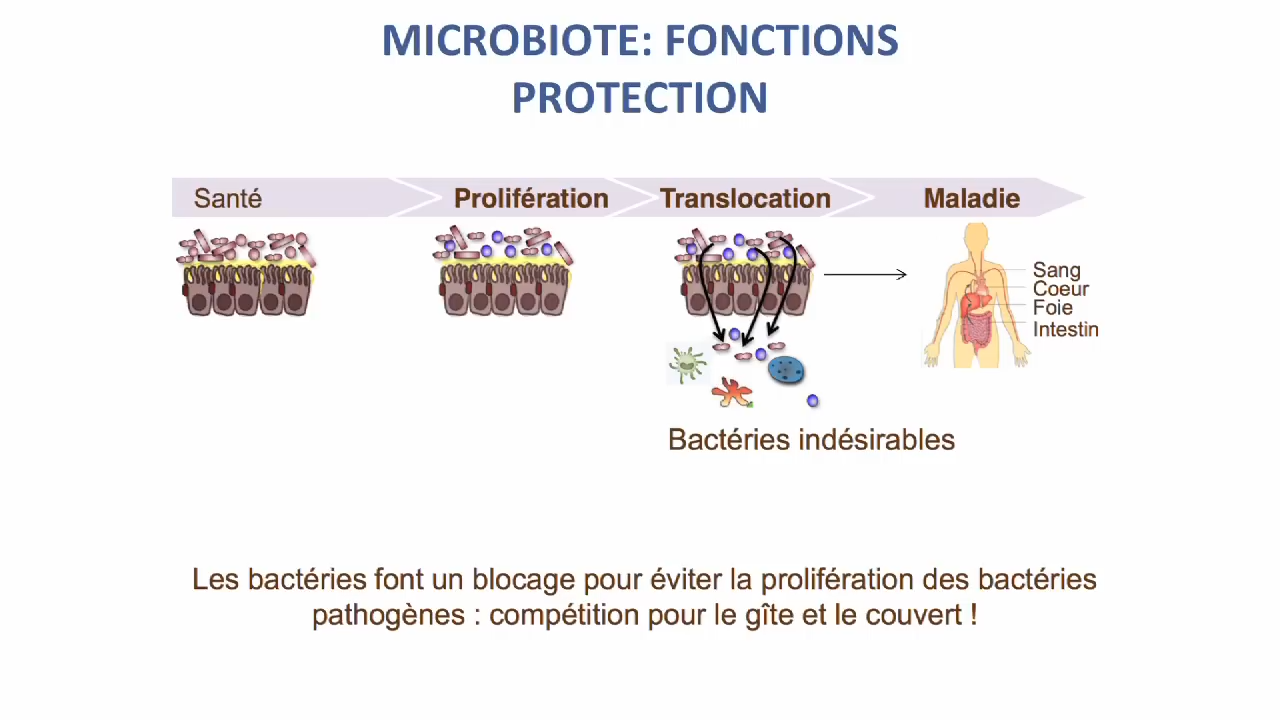 MICROBIOTE: FONCTIONS
PROTECTION
Santé
Prolifération
Translocation
Maladie
Sang
Coeur
Foie
Intestin
Bactéries indésirables
Les bactéries font un blocage pour éviter la prolifération des bactéries
pathogènes : compétition pour le gîte et le couvert !